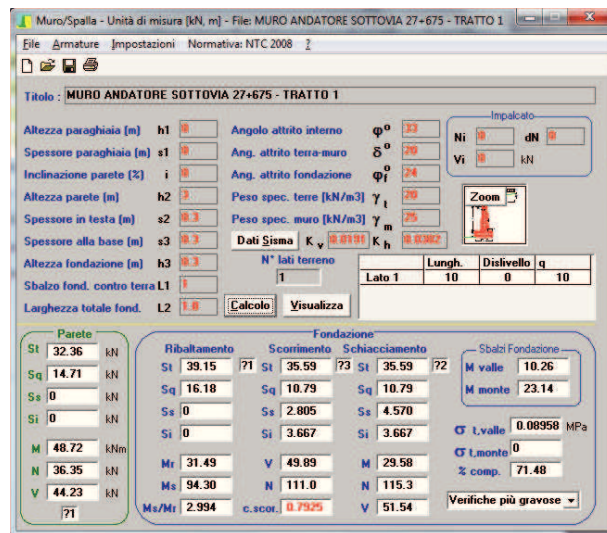 Muro/Spalla - Unità di misura [kN, m] - File: MURO ANDATORE SOTTOVIA 27+675 - TRATTO 1
File Armature Impostazioni Normativa: NTC 2008 ?
Titolo : MURO ANDATORE SOTTOVIA 27+675 - TRATTO 1
Altezza paraghiaia (m) h1 0 Angolo attrito interno φ° 33
Impalcato
Ni 0 dN 0
Spessore paraghiaia (m) s1 0 Ang. attrito terra-muro δ° 20
Vi 0 kN
Inclinazione parete (%) i 0 Ang. attrito fondazione φf° 24
Altezza parete (m) h2 3 Peso spec. terre [kN/m3] γt 20
Zoom
Spessore in testa (m) s2 0.3 Peso spec. muro [kN/m3] γm 25
Spessore alla base (m) s3 0.3 Dati Sisma Kv 0.0191 Kh 0.0382
Altezza fondazione (m) h3 0.3 N° lati terreno
1
Lungh. Dislivello q
Lato 1 10 0 10
Sbalzo fond. contro terra L1 1
Larghezza totale fond. L2 Calcolo Visualizza
Parete
St 32.36 kN
Sq 14.71 kN
Ss 0 kN
Si 0 kN
M 48.72 kNm
N 36.35 kN
V 44.23 kN
?1
Fondazione
Ribaltamento Scorrimento Schiacciamento
St 39.15 ?1 St 35.59 ?3 St 35.59 ?2
Sq 16.18 Sq 10.79 Sq 10.79
Ss 0 Ss 2.805 Ss 4.570
Si 0 Si 3.667 Si 3.667
Mr 31.49 V 49.89 M 29.58
Ms 94.30 N 111.0 N 115.3
Ms/Mr 2.994 c.scor. 0.7925 V 51.54
Sbalzi Fondazione
M valle 10.26
M monte 23.14
σ t,valle 0.08958 MPa
σ t,monte 0
% comp. 71.48
Verifiche più gravose